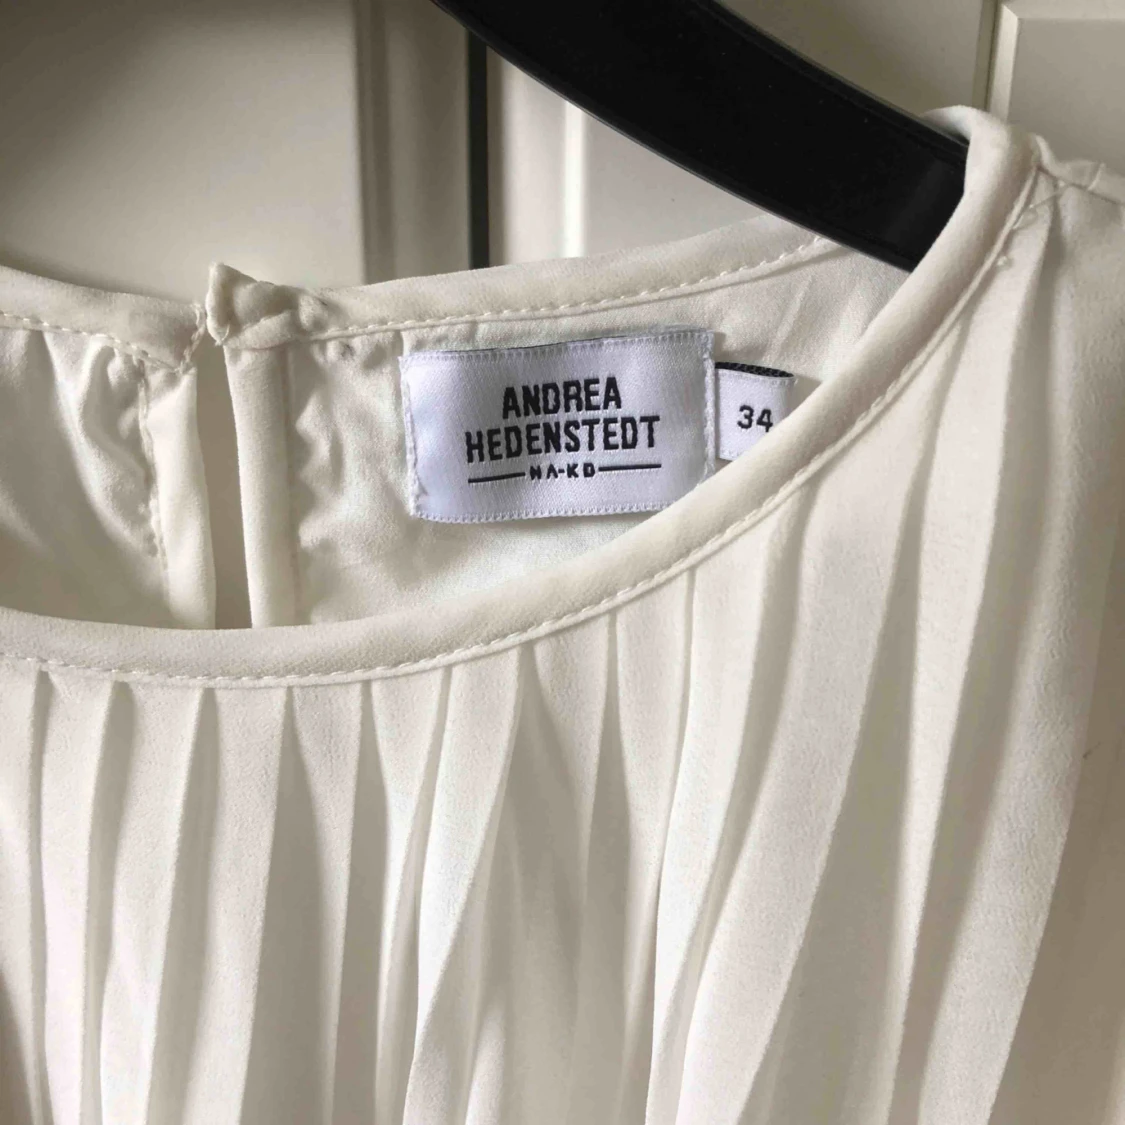 ANDREA
HEDENSTEDT
NA-KD
34